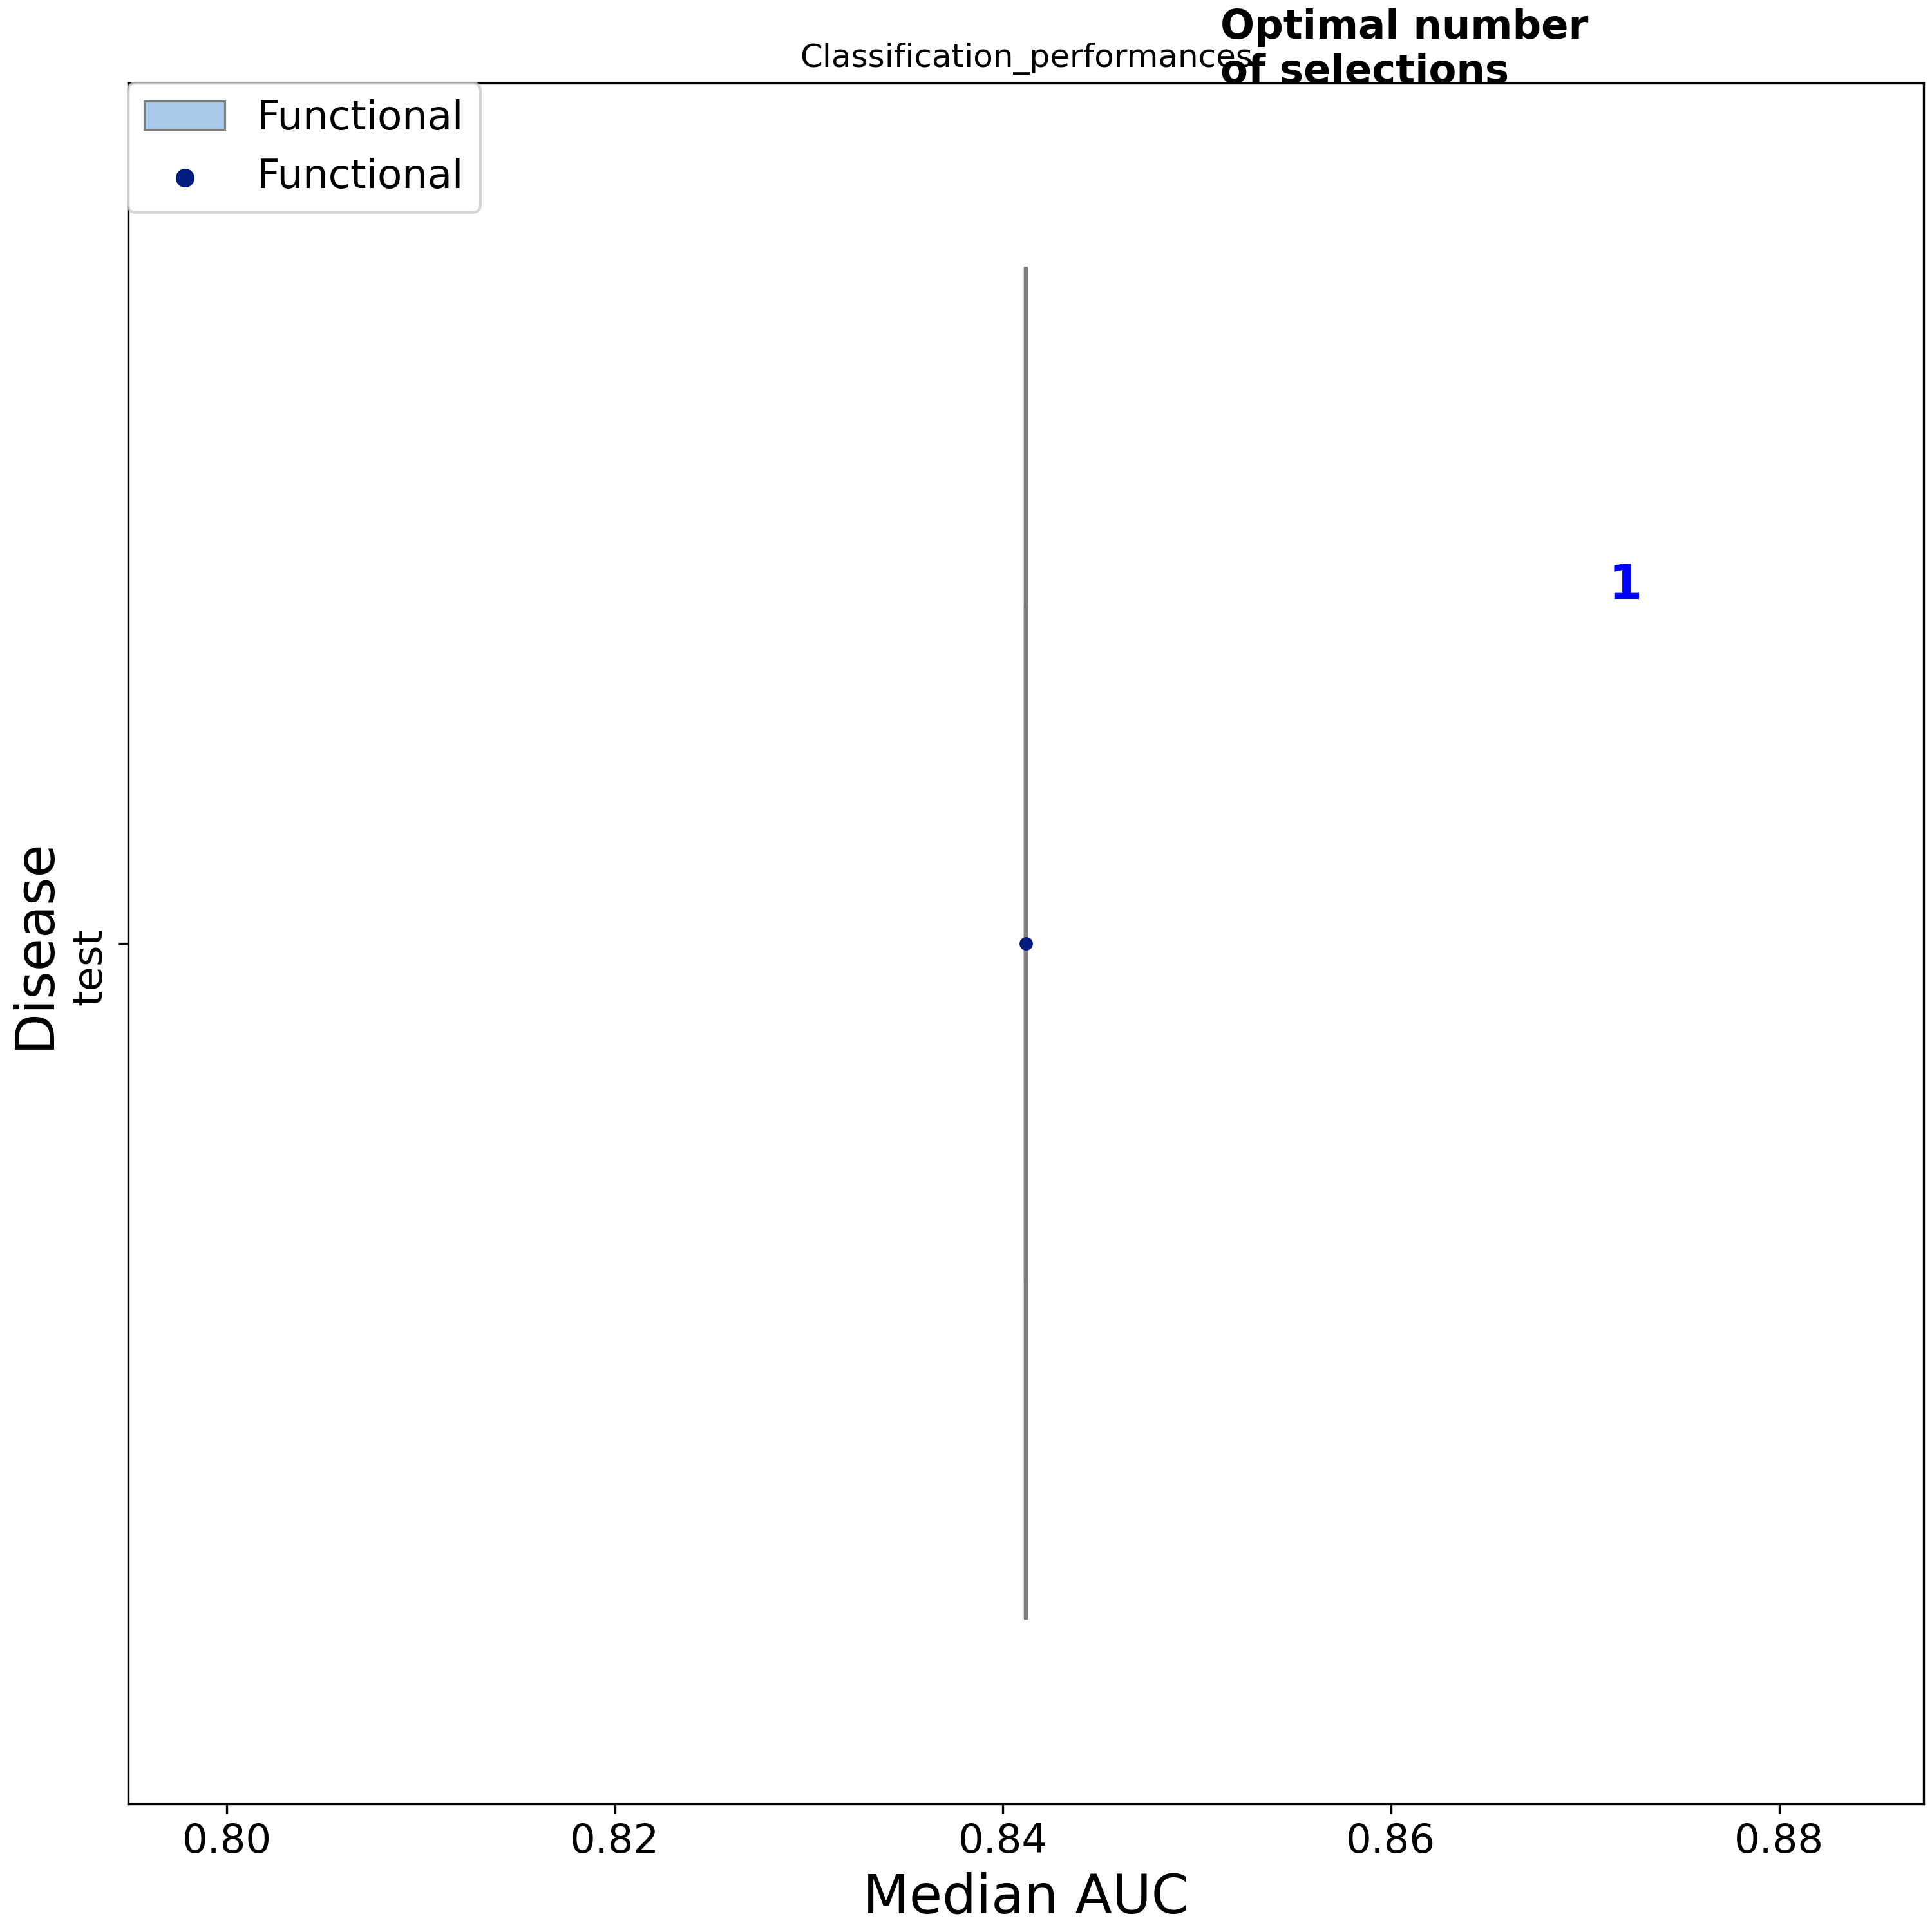 Optimal number
of selections
Classification_performances
Functional
Functional
1
Disease
test
0.80 0.82 0.84 0.86 0.88
Median AUC